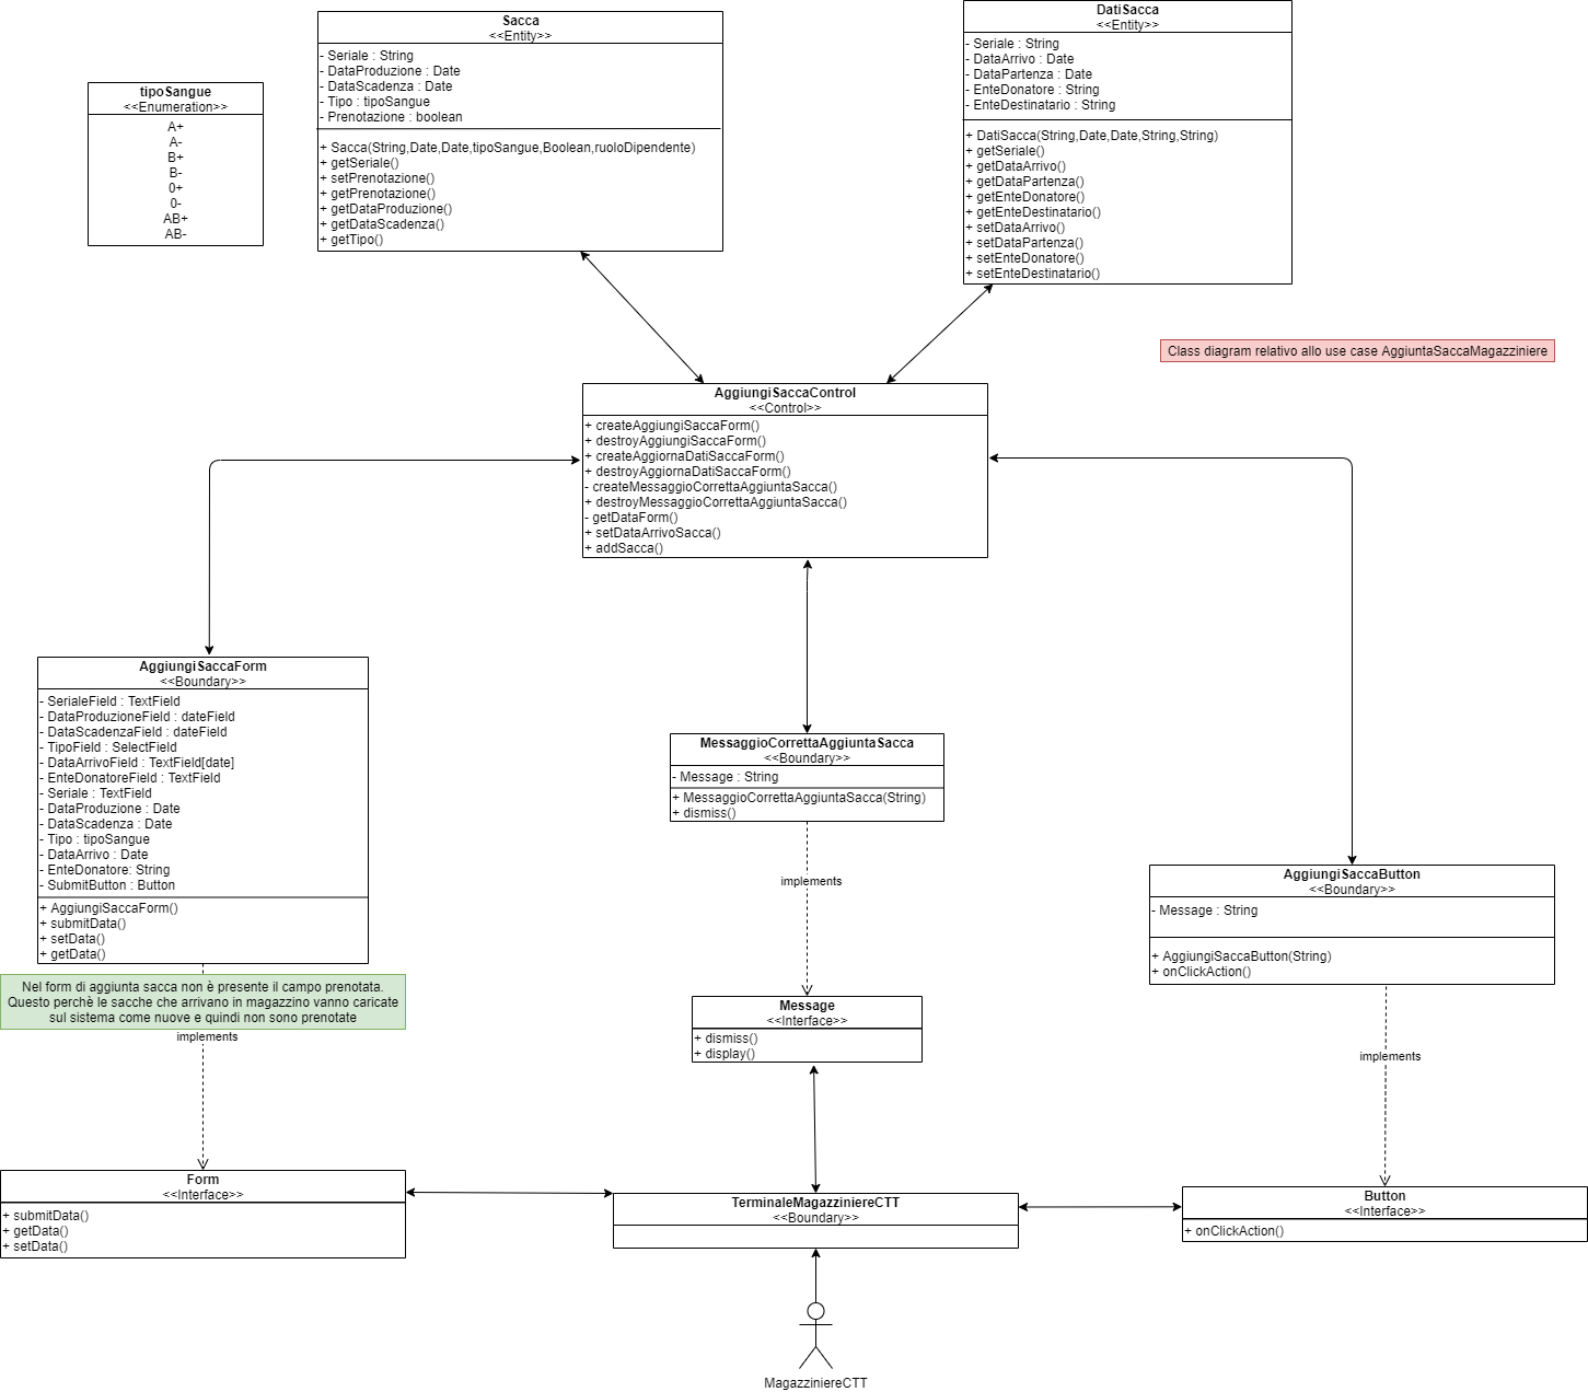 Sacca
<<Entity>>
- Seriale : String
- DataProduzione : Date
- DataScadenza : Date
- Tipo : tipoSangue
- Prenotazione : boolean
+ Sacca(String,Date,Date,tipoSangue,Boolean,ruoloDipendente)
+ getSeriale()
+ setPrenotazione()
+ getPrenotazione()
+ getDataProduzione()
+ getDataScadenza()
+ getTipo()
DatiSacca
<<Entity>>
- Seriale : String
- DataArrivo : Date
- DataPartenza : Date
- EnteDonatore : String
- EnteDestinatario : String
+ DatiSacca(String,Date,Date,String,String)
+ getSeriale()
+ getDataArrivo()
+ getDataPartenza()
+ getEnteDonatore()
+ getEnteDestinatario()
+ setDataArrivo()
+ setDataPartenza()
+ setEnteDonatore()
+ setEnteDestinatario()
tipoSangue
<<Enumeration>>
A+
A-
B+
B-
0+
0-
AB+
AB-
Class diagram relativo allo use case AggiuntaSaccaMagazziniere
AggiungiSaccaControl
<<Control>>
+ createAggiungiSaccaForm()
+ destroyAggiungiSaccaForm()
+ createAggiornaDatiSaccaForm()
+ destroyAggiornaDatiSaccaForm()
- createMessaggioCorrettaAggiuntaSacca()
+ destroyMessaggioCorrettaAggiuntaSacca()
- getDataForm()
+ setDataArrivoSacca()
+ addSacca()
AggiungiSaccaForm
<<Boundary>>
- SerialeField : TextField
- DataProduzioneField : dateField
- DataScadenzaField : dateField
- TipoField : SelectField
- DataArrivoField : TextField[date]
- EnteDonatoreField : TextField
- Seriale : TextField
- DataProduzione : Date
- DataScadenza : Date
- Tipo : tipoSangue
- DataArrivo : Date
- EnteDonatore: String
- SubmitButton : Button
+ AggiungiSaccaForm()
+ submitData()
+ setData()
+ getData()
Nel form di aggiunta sacca non è presente il campo prenotata.
Questo perchè le sacche che arrivano in magazzino vanno caricate
sul sistema come nuove e quindi non sono prenotate
implements
MessaggioCorrettaAggiuntaSacca
<<Boundary>>
- Message : String
+ MessaggioCorrettaAggiuntaSacca(String)
+ dismiss()
implements
AggiungiSaccaButton
<<Boundary>>
- Message : String
+ AggiungiSaccaButton(String)
+ onClickAction()
implements
Message
<<Interface>>
+ dismiss()
+ display()
Form
<<Interface>>
+ submitData()
+ getData()
+ setData()
TerminaleMagazziniereCTT
<<Boundary>>
Button
<<Interface>>
+ onClickAction()
MagazziniereCTT